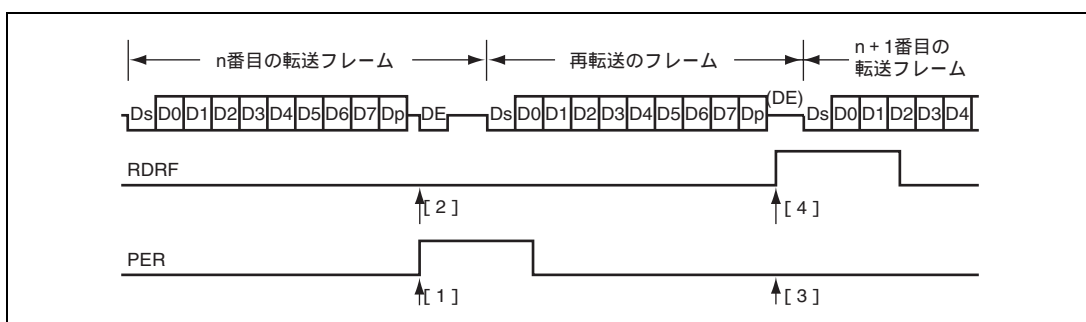 n番目の転送フレーム
再転送のフレーム
n + 1番目の
転送フレーム
Ds D0 D1 D2 D3 D4 D5 D6 D7 Dp DE Ds D0 D1 D2 D3 D4 D5 D6 D7 Dp (DE) Ds D0 D1 D2 D3 D4
RDRF
[ 2 ] [ 4 ]
PER
[ 1 ] [ 3 ]